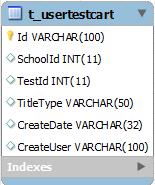 t_usertestcart
Id VARCHAR(100)
SchoolId INT(11)
TestId INT(11)
TitleType VARCHAR(50)
CreateDate VARCHAR(32)
CreateUser VARCHAR(100)
Indexes